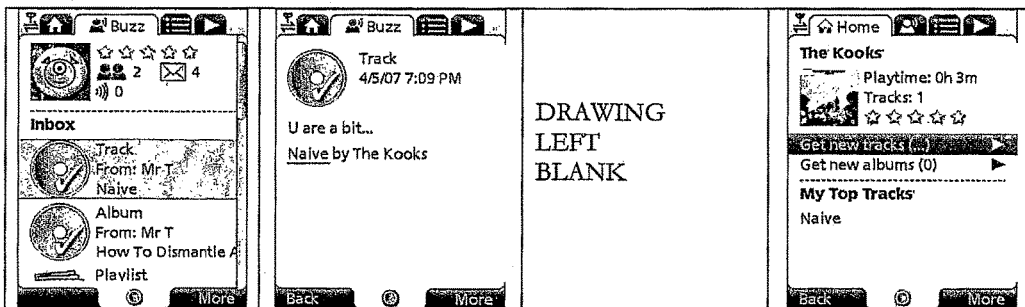 Buzz
2
4
0
Inbox
Track
From: Mr T
Naive
Album
From: Mr T
How To Dismantle A
Playlist
More
Buzz
Track
4/5/07 7:09 PM
U are a bit...
Naive by The Kooks
Back
More
DRAWING
LEFT
BLANK
Home
The Kooks
Playtime: 0h 3m
Tracks: 1
Get new tracks (...)
Get new albums (0)
My Top Tracks
Naive
Back
More